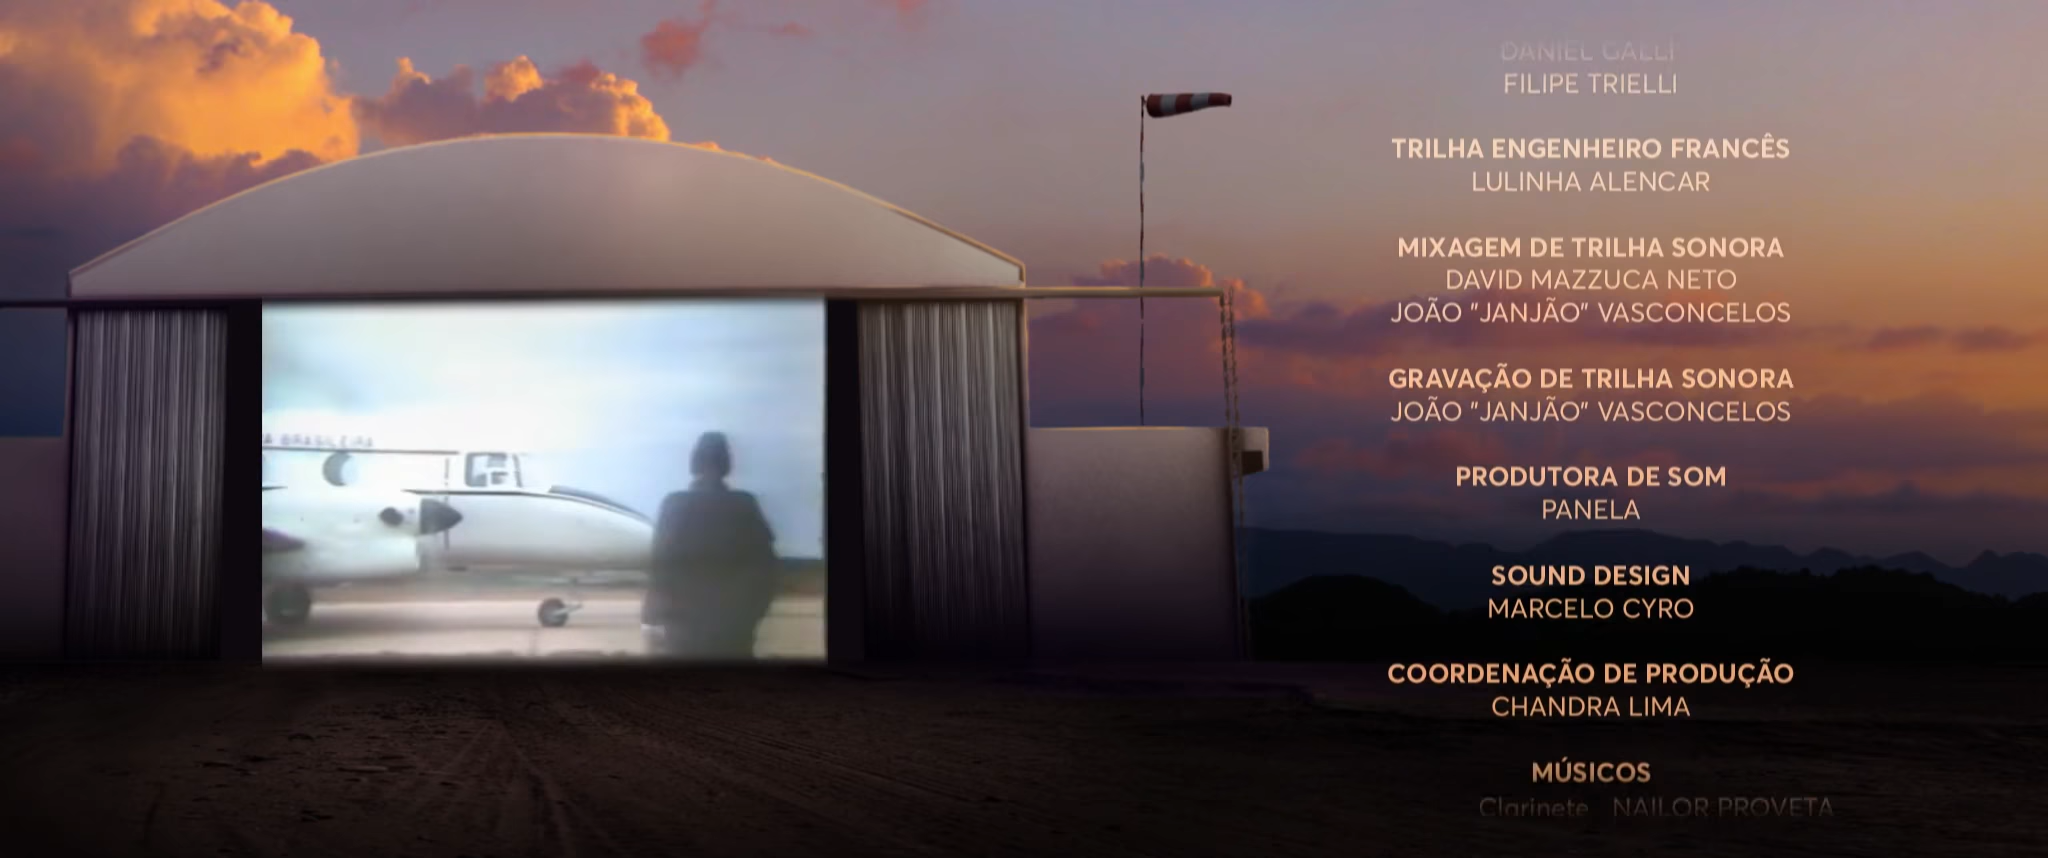 DANIEL GALLI
FILIPE TRIELLI
TRILHA ENGENHEIRO FRANCÊS
LULINHA ALENCAR
MIXAGEM DE TRILHA SONORA
DAVID MAZZUCA NETO
JOÃO "JANJÃO" VASCONCELOS
GRAVAÇÃO DE TRILHA SONORA
JOÃO "JANJÃO" VASCONCELOS
PRODUTORA DE SOM
PANELA
SOUND DESIGN
MARCELO CYRO
COORDENAÇÃO DE PRODUÇÃO
CHANDRA LIMA
MÚSICOS
Clarinete NAILOR PROVETA
A BRASILEIRA